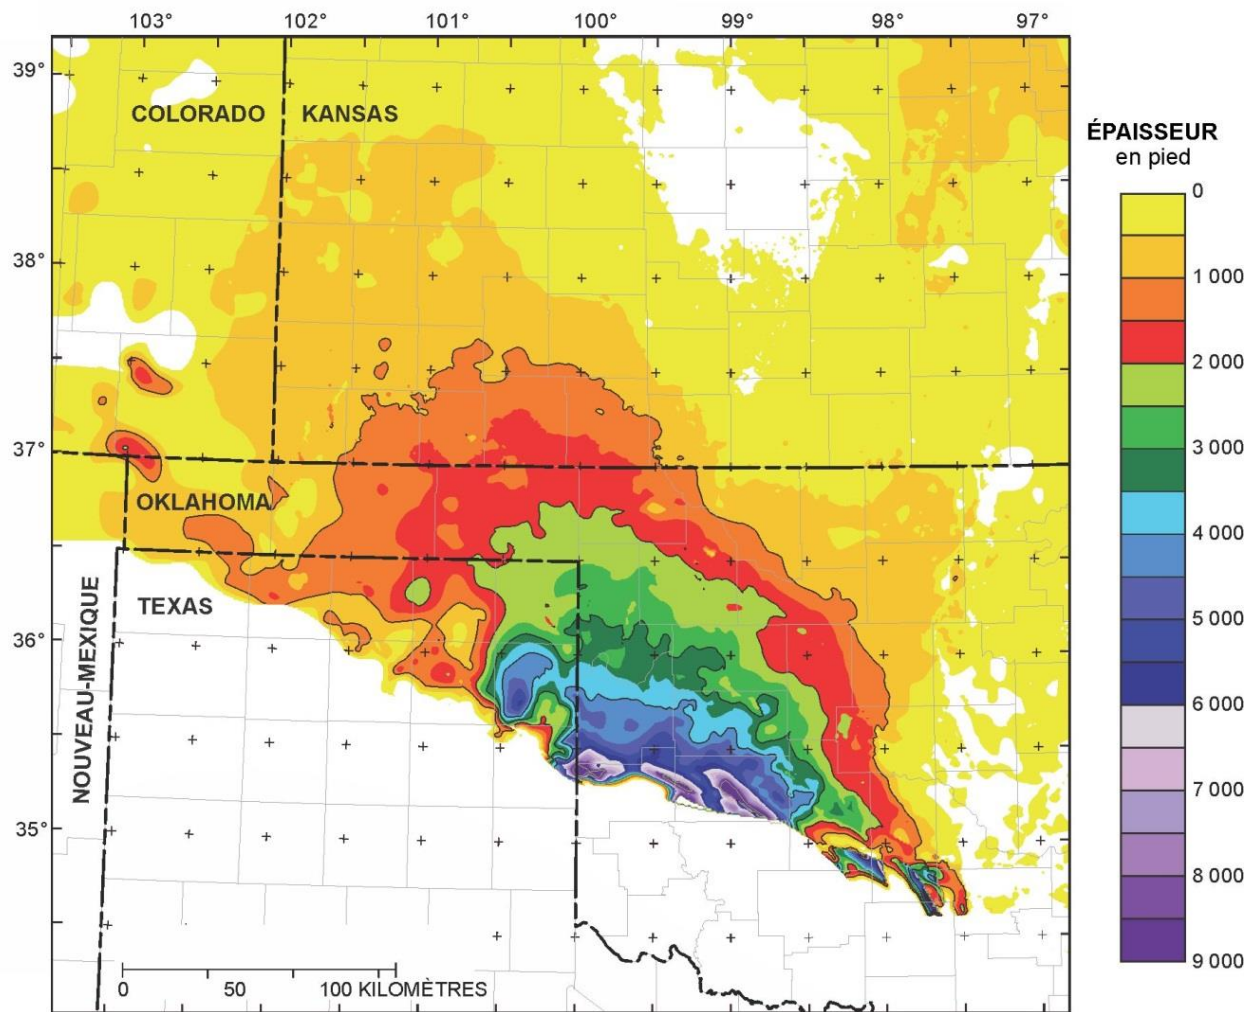 103° 102° 101° 100° 99° 98° 97°
39°
COLORADO KANSAS
ÉPAISSEUR
en pied
0
38°
1 000
2 000
37°
3 000
OKLAHOMA
4 000
TEXAS
36°
5 000
NOUVEAU-MEXIQUE
6 000
7 000
35°
8 000
9 000
0 50 100 KILOMÈTRES